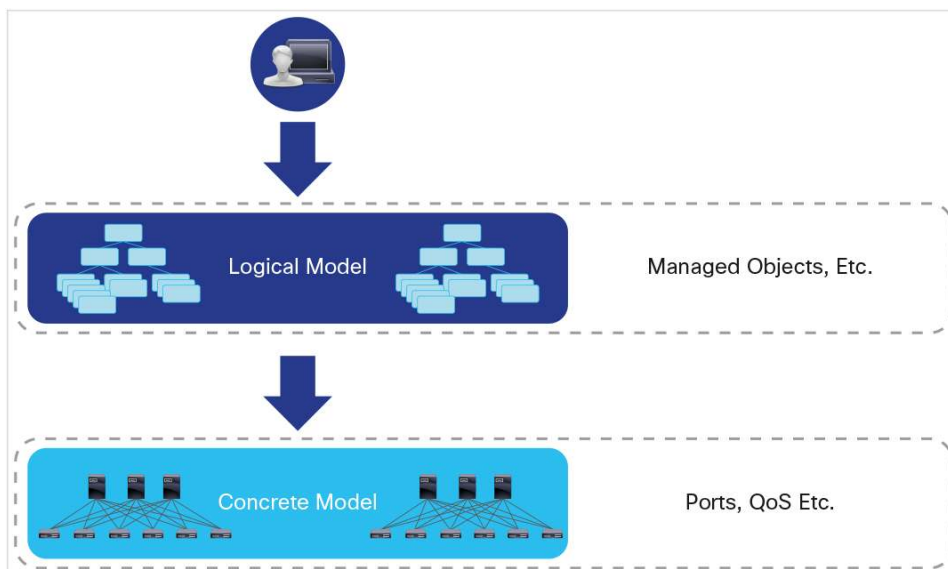 Logical Model
Managed Objects, Etc.
Concrete Model
Ports, QoS Etc.